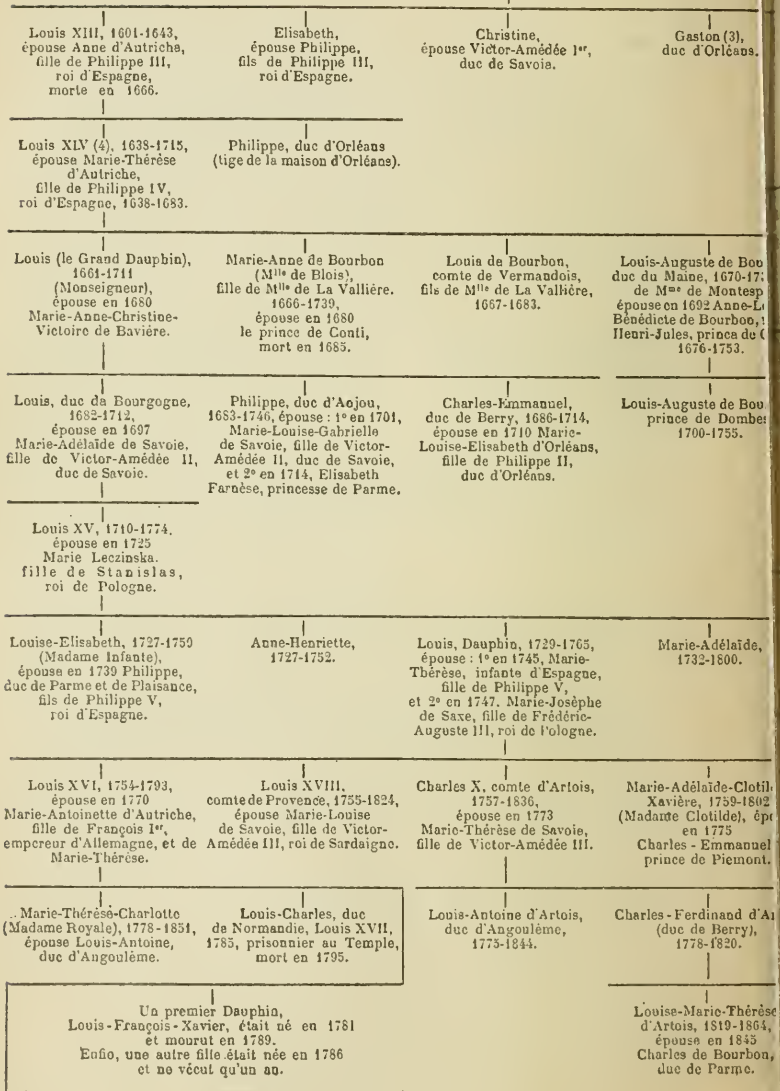 Louis XIII, 1601-1643,
épouse Anne d'Autriche,
fille de Philippe III,
roi d'Espagne,
morte en 1666.
Elisabeth,
épouse Philippe,
fils de Philippe III,
roi d'Espagne.
Christine,
épouse Victor-Amédée Ier,
duc de Savoie.
Gaston (3),
duc d'Orléans.
Louis XLV (4), 1638-1715,
épouse Marie-Thérèse
d'Autriche,
fille de Philippe IV,
roi d'Espagne, 1638-1683.
Philippe, duc d'Orléans
(tige de la maison d'Orléans).
Louis (le Grand Dauphin),
1661-1711
(Monseigneur),
épouse en 1680
Marie-Anne-Christine-
Victoire de Bavière.
Marie-Anne de Bourbon
(Mlle de Blois),
fille de Mlle de La Vallière.
1666-1739,
épouse en 1680
le prince de Conti,
mort en 1685.
Louis de Bourbon,
comte de Vermandois,
fils de Mlle de La Vallière,
1667-1683.
Louis-Auguste de Bou
duc du Maine, 1670-17
de Mme de Montesp
épouse en 1692 Anne-L
Bénédicte de Bourbon,
Henri-Jules, prince de
1676-1753.
Louis, duc de Bourgogne,
1682-1712,
épouse en 1697
Marie-Adélaïde de Savoie,
fille de Victor-Amédée II,
duc de Savoie.
Philippe, duc d'Anjou,
1683-1746, épouse : 1º en 1701,
Marie-Louise-Gabrielle
de Savoie, fille de Victor-
Amédée II, duc de Savoie,
et 2º en 1714, Elisabeth
Farnèse, princesse de Parme.
Charles-Emmanuel,
duc de Berry, 1686-1714,
épouse en 1710 Marie-
Louise-Elisabeth d'Orléans,
fille de Philippe II,
duc d'Orléans.
Louis-Auguste de Bou
prince de Dombe
1700-1755.
Louis XV, 1710-1774.
épouse en 1725
Marie Leczinska.
fille de Stanislas,
roi de Pologne.
Louise-Elisabeth, 1727-1759
(Madame Infante),
épouse en 1739 Philippe,
duc de Parme et de Plaisance,
fils de Philippe V,
roi d'Espagne.
Anne-Henriette,
1727-1752.
Louis, Dauphin, 1729-1765,
épouse : 1º en 1745, Marie-
Thérèse, infante d'Espagne,
fille de Philippe V,
et 2º en 1747. Marie-Josèphe
de Saxe, fille de Frédéric-
Auguste III, roi de Pologne.
Marie-Adélaïde,
1732-1800.
Louis XVI, 1754-1793,
épouse en 1770
Marie-Antoinette d'Autriche,
fille de François Ier,
empereur d'Allemagne, et de
Marie-Thérèse.
Louis XVIII,
comte de Provence, 1755-1824,
épouse Marie-Louise
de Savoie, fille de Victor-
Amédée III, roi de Sardaigne.
Charles X, comte d'Artois,
1757-1836,
épouse en 1773
Marie-Thérèse de Savoie,
fille de Victor-Amédée III.
Marie-Adélaïde-Clotil
Xavière, 1759-1802
(Madame Clotilde), épo
en 1775
Charles-Emmanuel
prince de Piemont.
Marie-Thérèse-Charlotte
(Madame Royale), 1778-1851,
épouse Louis-Antoine,
duc d'Angoulême.
Louis-Charles, duc
de Normandie, Louis XVII,
1785, prisonnier au Temple,
mort en 1795.
Louis-Antoine d'Artois,
duc d'Angoulême,
1775-1844.
Charles-Ferdinand d'A
(duc de Berry),
1778-1820.
Un premier Dauphin,
Louis-François-Xavier, était né en 1781
et mourut en 1789.
Enfin, une autre fille était née en 1786
et ne vécut qu'un an.
Louise-Marie-Thérèse
d'Artois, 1819-1864,
épouse en 1845
Charles de Bourbon,
duc de Parme.